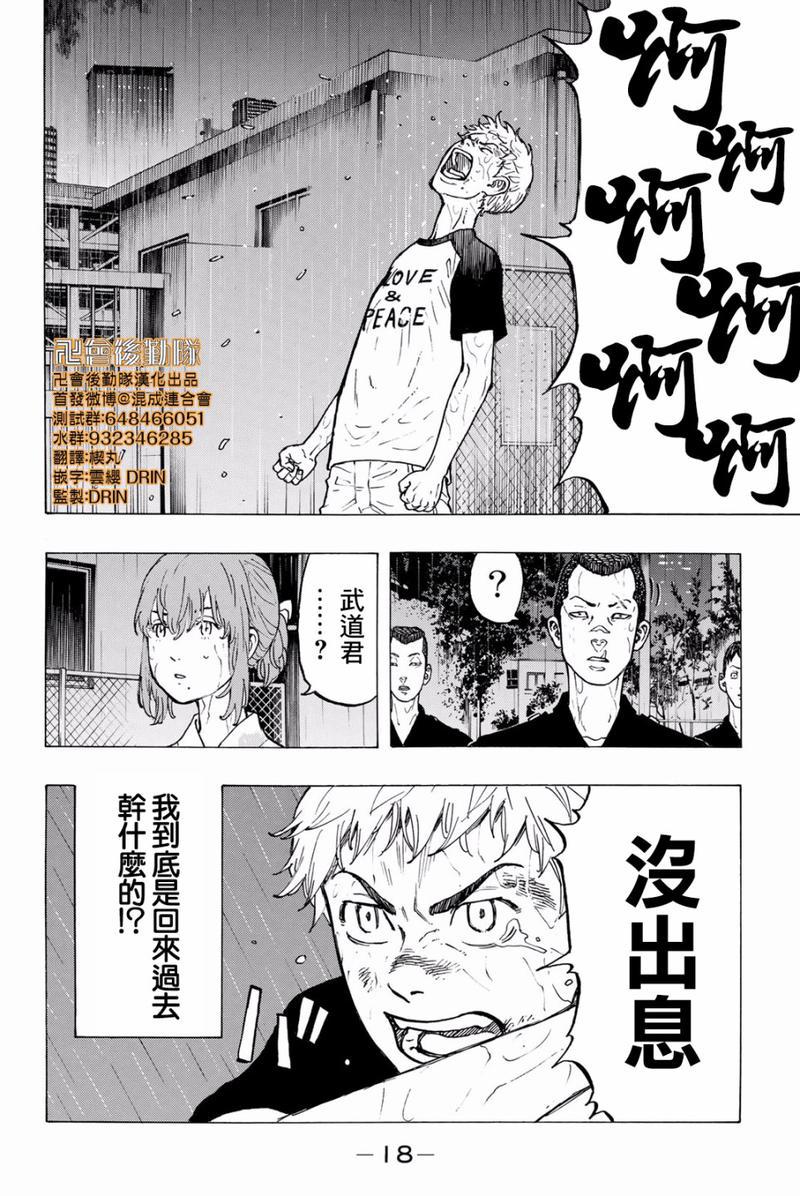 啊
啊
啊
啊
啊
啊
LOVE
&
PEACE
卍會後勤隊
卍會後勤隊漢化出品
首發微博@混成連合會
測試群:648466051
水群:932346285
翻譯:楔丸
嵌字:雲纓 DRIN
監製:DRIN
?
武道君
……?
沒出息
我到底是回來過去
幹什麼的!?
—18—